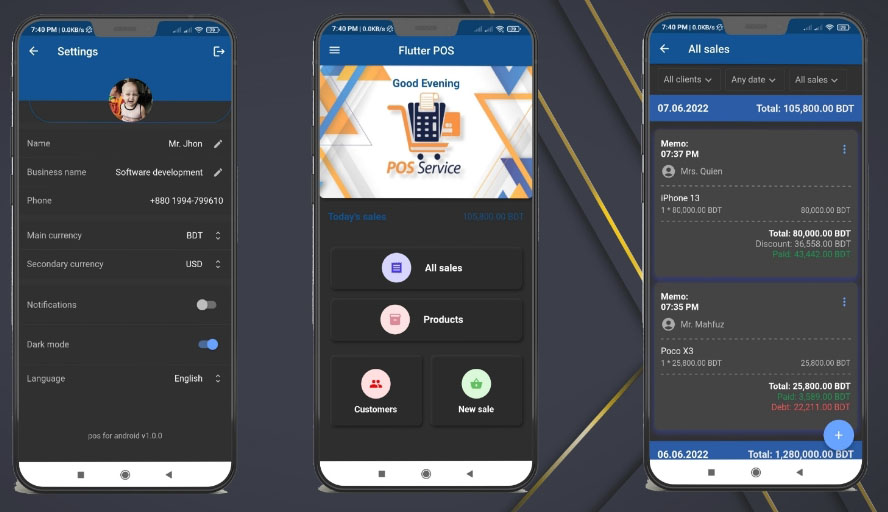 7:40 PM | 0.0KB/s
Settings
Name
Mr. Jhon
Business name
Software development
Phone
+880 1994-799610
Main currency
BDT
Secondary currency
USD
Notifications
Dark mode
Language
English
pos for android v1.0.0
7:40 PM | 0.0KB/s
Flutter POS
Good Evening
POS Service
Today's sales
105,800.00 BDT
All sales
Products
Customers
New sale
7:40 PM | 0.0KB/s
All sales
All clients
Any date
All sales
07.06.2022
Total: 105,800.00 BDT
Memo:
07:37 PM
Mrs. Quien
iPhone 13
1 * 80,000.00 BDT
80,000.00 BDT
Total: 80,000.00 BDT
Discount: 36,558.00 BDT
Paid: 43,442.00 BDT
Memo:
07:35 PM
Mr. Mahfuz
Poco X3
1 * 25,800.00 BDT
25,800.00 BDT
Total: 25,800.00 BDT
Paid: 3,589.00 BDT
Debt: 22,211.00 BDT
+
06.06.2022
Total: 1,280,000.00 BDT